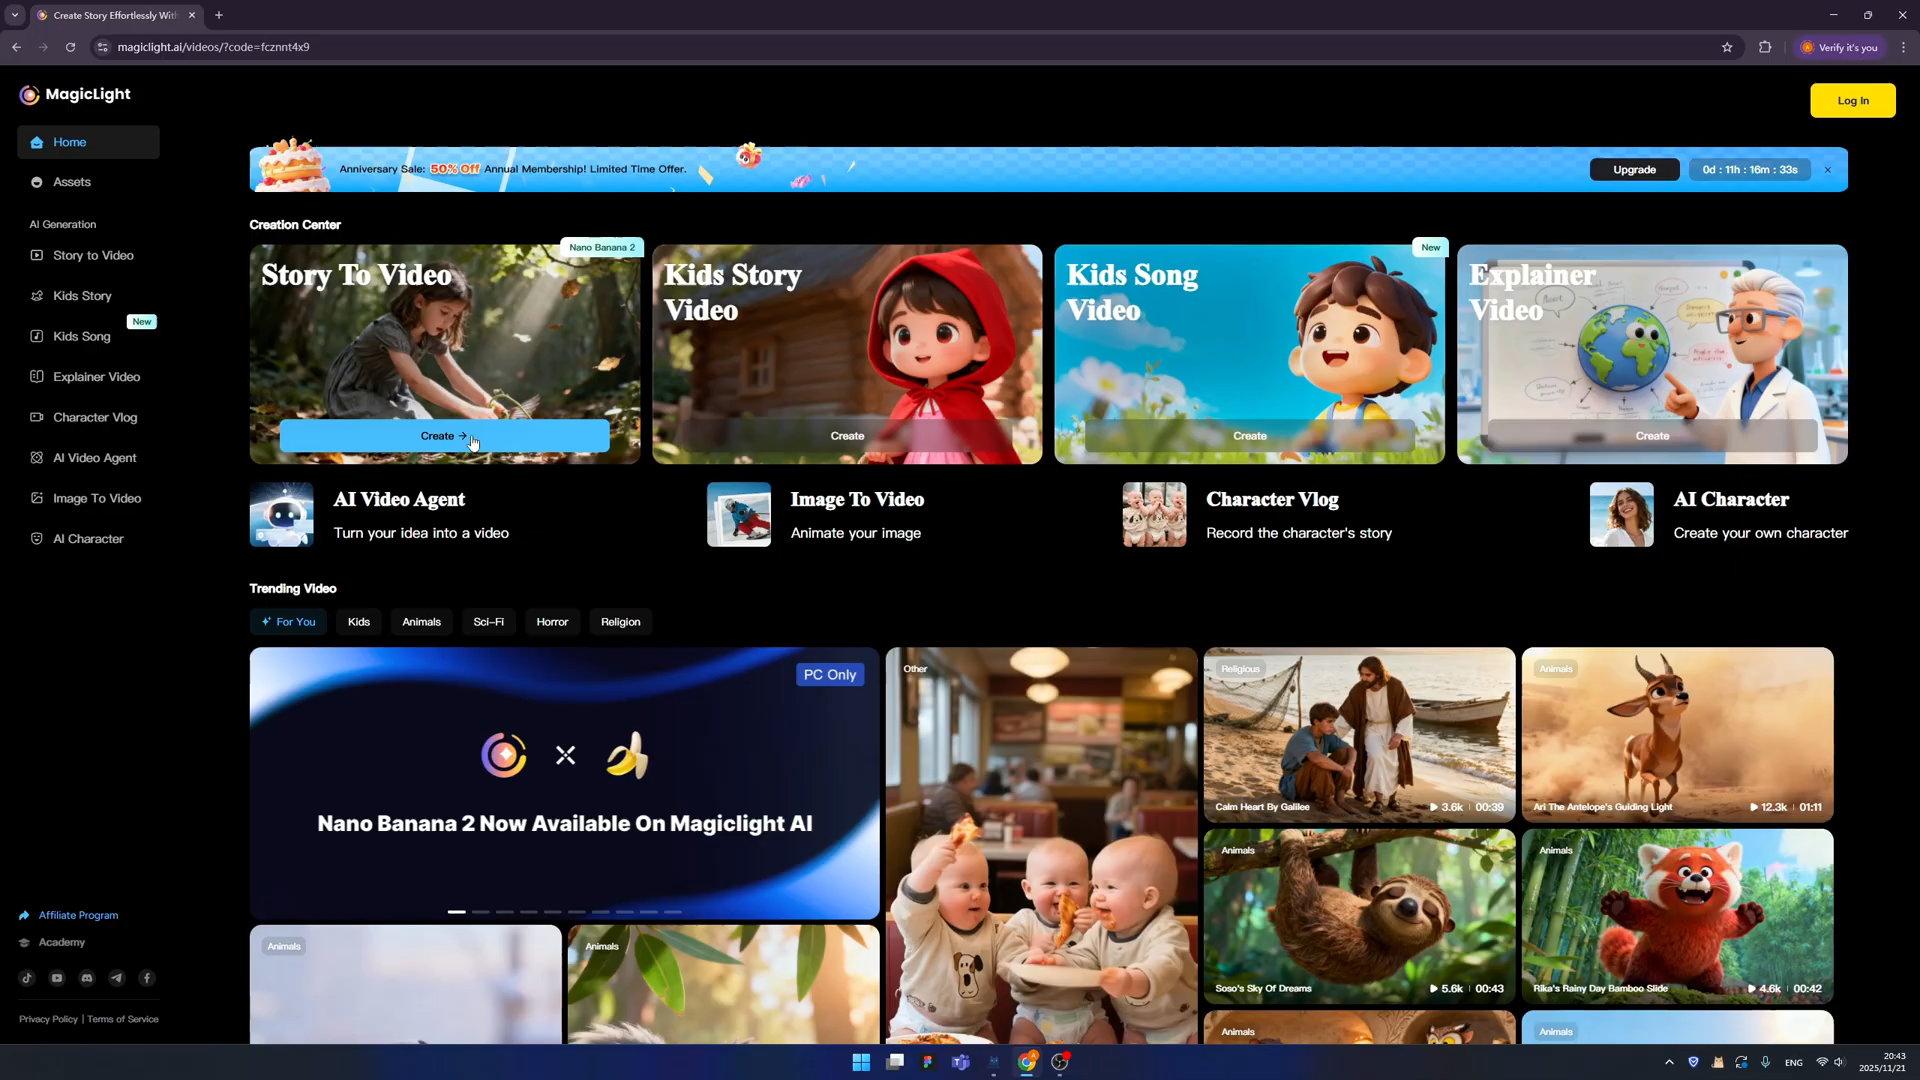 Create Story Effortlessly With
magiclight.ai/videos/?code=fcznnt4x9
Verify it's you
MagicLight
Log In
Home
Assets
AI Generation
Story to Video
Kids Story
New
Kids Song
Explainer Video
Character Vlog
AI Video Agent
Image To Video
AI Character
Affiliate Program
Academy
Privacy Policy | Terms of Service
Anniversary Sale: 50% Off Annual Membership! Limited Time Offer.
Upgrade
0d : 11h : 16m : 33s
Creation Center
Nano Banana 2
Story To Video
Create →
Kids Story
Video
Create
New
Kids Song
Video
Create
Explainer
Video
Create
AI Video Agent
Turn your idea into a video
Image To Video
Animate your image
Character Vlog
Record the character's story
AI Character
Create your own character
Trending Video
For You
Kids
Animals
Sci-Fi
Horror
Religion
PC Only
Nano Banana 2 Now Available On Magiclight AI
Other
Religious
Calm Heart By Galilee
3.6k | 00:39
Animals
Ari The Antelope's Guiding Light
12.3k | 01:11
Animals
Soso's Sky Of Dreams
5.6k | 00:43
Animals
Rika's Rainy Day Bamboo Slide
4.6k | 00:42
Animals
Animals
Animals
Animals
ENG
20:43
2025/11/21